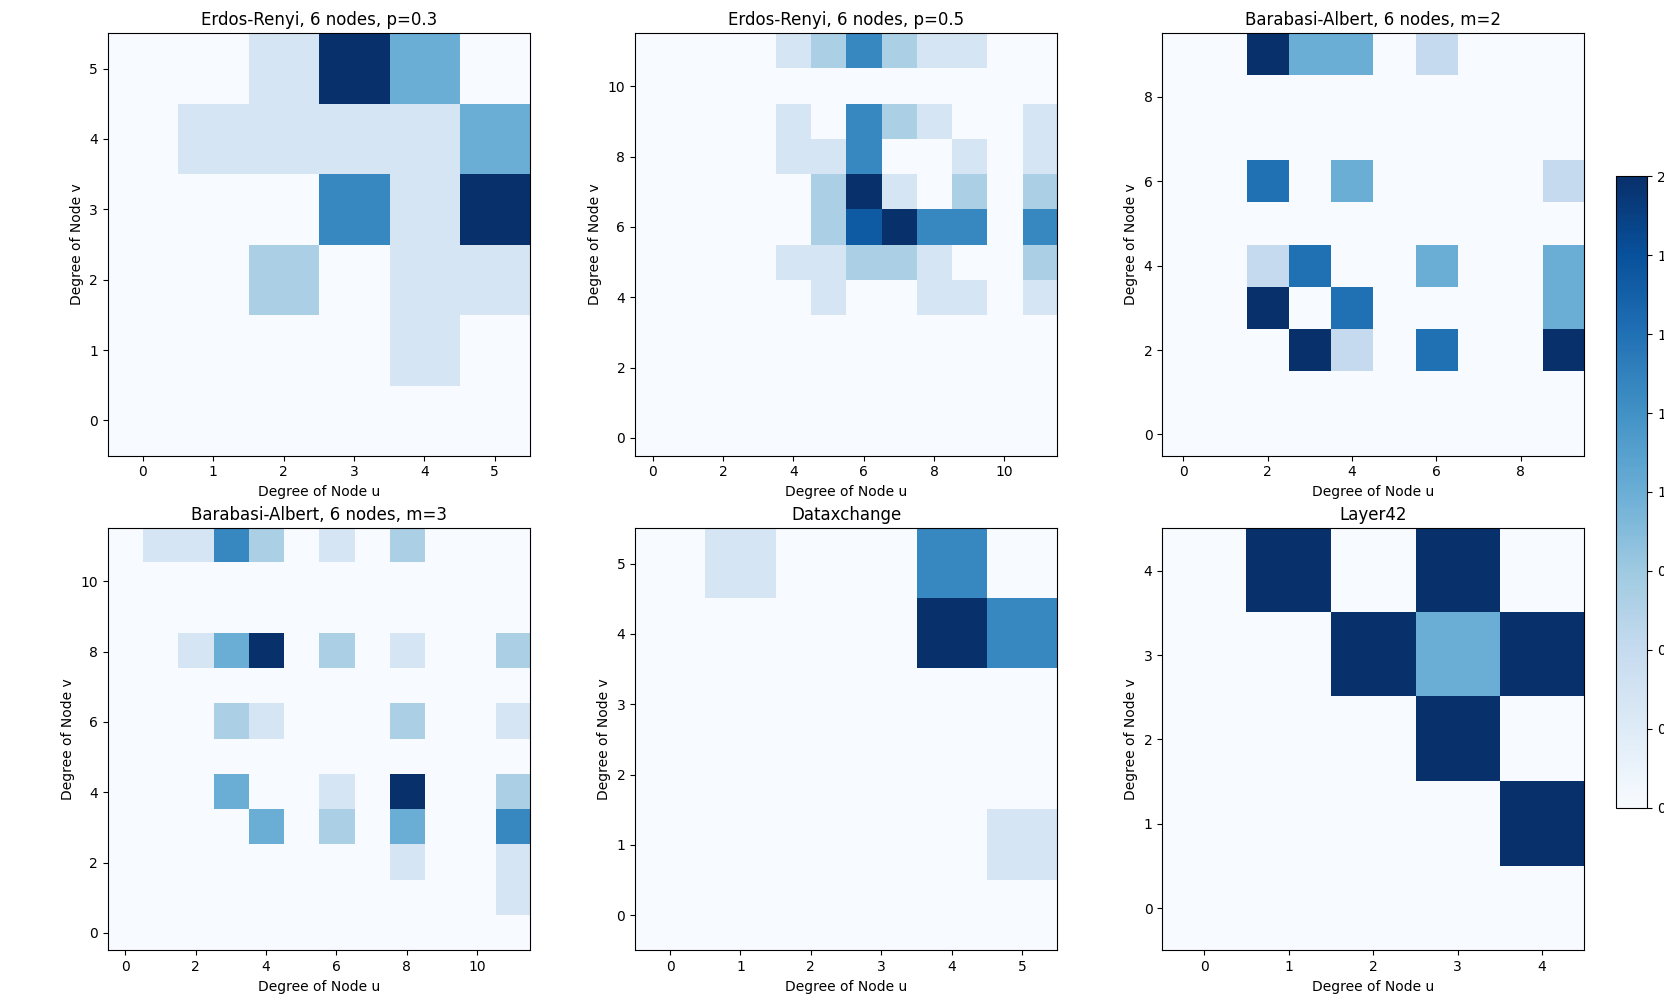 Erdos-Renyi, 6 nodes, p=0.3
5
4
3
2
1
0
Degree of Node v
0 1 2 3 4 5
Degree of Node u
Erdos-Renyi, 6 nodes, p=0.5
10
8
6
4
2
0
Degree of Node v
0 2 4 6 8 10
Degree of Node u
Barabasi-Albert, 6 nodes, m=2
8
6
4
2
0
Degree of Node v
0 2 4 6 8
Degree of Node u
Barabasi-Albert, 6 nodes, m=3
10
8
6
4
2
0
Degree of Node v
0 2 4 6 8 10
Degree of Node u
Dataxchange
5
4
3
2
1
0
Degree of Node v
0 1 2 3 4 5
Degree of Node u
Layer42
4
3
2
1
0
Degree of Node v
0 1 2 3 4
Degree of Node u